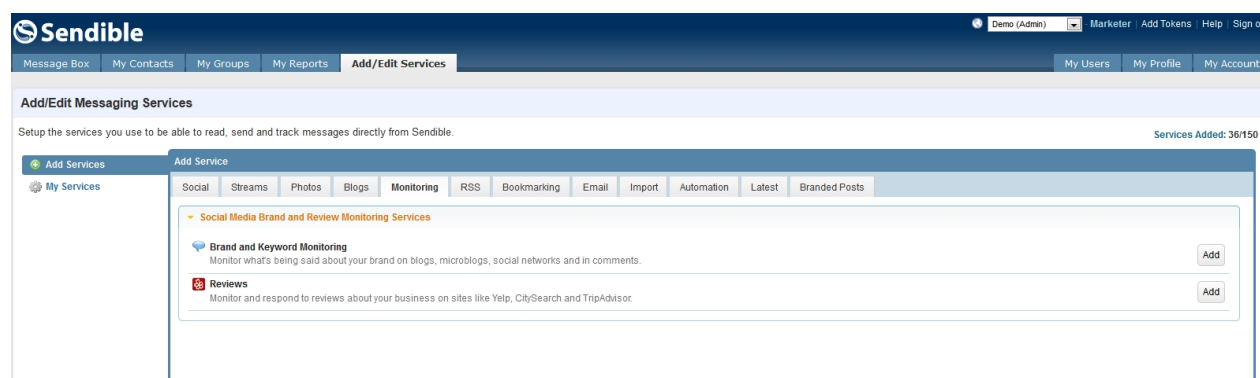 Sendible
Demo (Admin) Marketer | Add Tokens | Help | Sign
Message Box My Contacts My Groups My Reports Add/Edit Services My Users My Profile My Account
Add/Edit Messaging Services
Setup the services you use to be able to read, send and track messages directly from Sendible.
Services Added: 36/150
Add Services
My Services
Add Service
Social Streams Photos Blogs Monitoring RSS Bookmarking Email Import Automation Latest Branded Posts
Social Media Brand and Review Monitoring Services
Brand and Keyword Monitoring
Monitor what's being said about your brand on blogs, microblogs, social networks and in comments.
Add
Reviews
Monitor and respond to reviews about your business on sites like Yelp, CitySearch and TripAdvisor.
Add